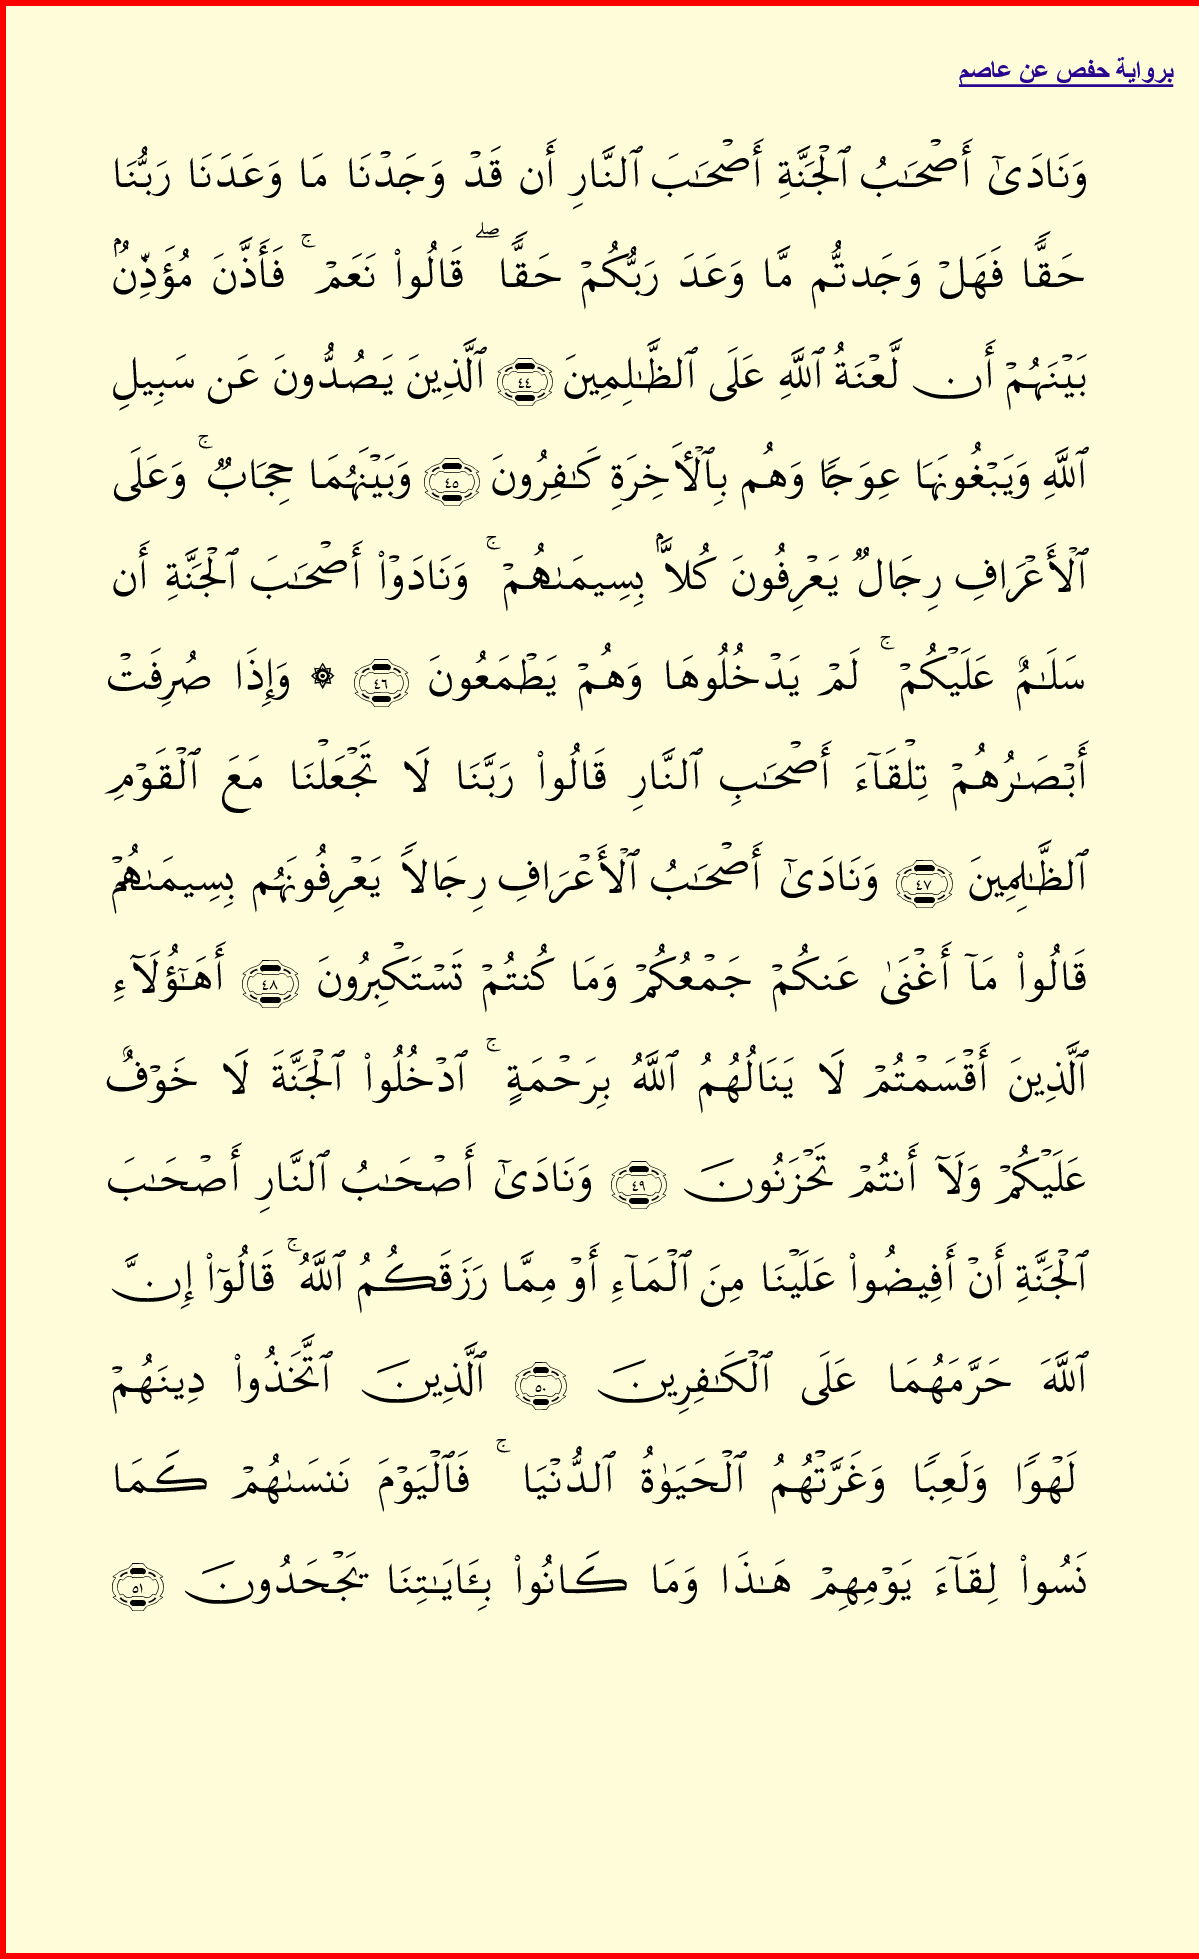 برواية حفص عن عاصم
وَنَادَىٰٓ أَصْحَٰبُ ٱلْجَنَّةِ أَصْحَٰبَ ٱلنَّارِ أَن قَدْ وَجَدْنَا مَا وَعَدَنَا رَبُّنَا
حَقًّا فَهَلْ وَجَدتُّم مَّا وَعَدَ رَبُّكُمْ حَقًّا ۖ قَالُوا۟ نَعَمْ ۚ فَأَذَّنَ مُؤَذِّنٌۢ
بَيْنَهُمْ أَن لَّعْنَةُ ٱللَّهِ عَلَى ٱلظَّٰلِمِينَ ٤٤ ٱلَّذِينَ يَصُدُّونَ عَن سَبِيلِ
ٱللَّهِ وَيَبْغُونَهَا عِوَجًا وَهُم بِٱلْأَخِرَةِ كَٰفِرُونَ ٤٥ وَبَيْنَهُمَا حِجَابٌ ۚ وَعَلَى
ٱلْأَعْرَافِ رِجَالٌ يَعْرِفُونَ كُلًّۢا بِسِيمَىٰهُمْ ۚ وَنَادَوْا۟ أَصْحَٰبَ ٱلْجَنَّةِ أَن
سَلَٰمٌ عَلَيْكُمْ ۚ لَمْ يَدْخُلُوهَا وَهُمْ يَطْمَعُونَ ٤٦ ۞ وَإِذَا صُرِفَتْ
أَبْصَٰرُهُمْ تِلْقَآءَ أَصْحَٰبِ ٱلنَّارِ قَالُوا۟ رَبَّنَا لَا تَجْعَلْنَا مَعَ ٱلْقَوْمِ
ٱلظَّٰلِمِينَ ٤٧ وَنَادَىٰٓ أَصْحَٰبُ ٱلْأَعْرَافِ رِجَالًا يَعْرِفُونَهُم بِسِيمَىٰهُمْ
قَالُوا۟ مَآ أَغْنَىٰ عَنكُمْ جَمْعُكُمْ وَمَا كُنتُمْ تَسْتَكْبِرُونَ ٤٨ أَهَٰٓؤُلَآءِ
ٱلَّذِينَ أَقْسَمْتُمْ لَا يَنَالُهُمُ ٱللَّهُ بِرَحْمَةٍ ۚ ٱدْخُلُوا۟ ٱلْجَنَّةَ لَا خَوْفٌ
عَلَيْكُمْ وَلَآ أَنتُمْ تَحْزَنُونَ ٤٩ وَنَادَىٰٓ أَصْحَٰبُ ٱلنَّارِ أَصْحَٰبَ
ٱلْجَنَّةِ أَنْ أَفِيضُوا۟ عَلَيْنَا مِنَ ٱلْمَآءِ أَوْ مِمَّا رَزَقَكُمُ ٱللَّهُ ۚ قَالُوٓا۟ إِنَّ
ٱللَّهَ حَرَّمَهُمَا عَلَى ٱلْكَٰفِرِينَ ٥٠ ٱلَّذِينَ ٱتَّخَذُوا۟ دِينَهُمْ
لَهْوًا وَلَعِبًا وَغَرَّتْهُمُ ٱلْحَيَوٰةُ ٱلدُّنْيَا ۚ فَٱلْيَوْمَ نَنسَىٰهُمْ كَمَا
نَسُوا۟ لِقَآءَ يَوْمِهِمْ هَٰذَا وَمَا كَانُوا۟ بِـَٔايَٰتِنَا يَجْحَدُونَ ٥١